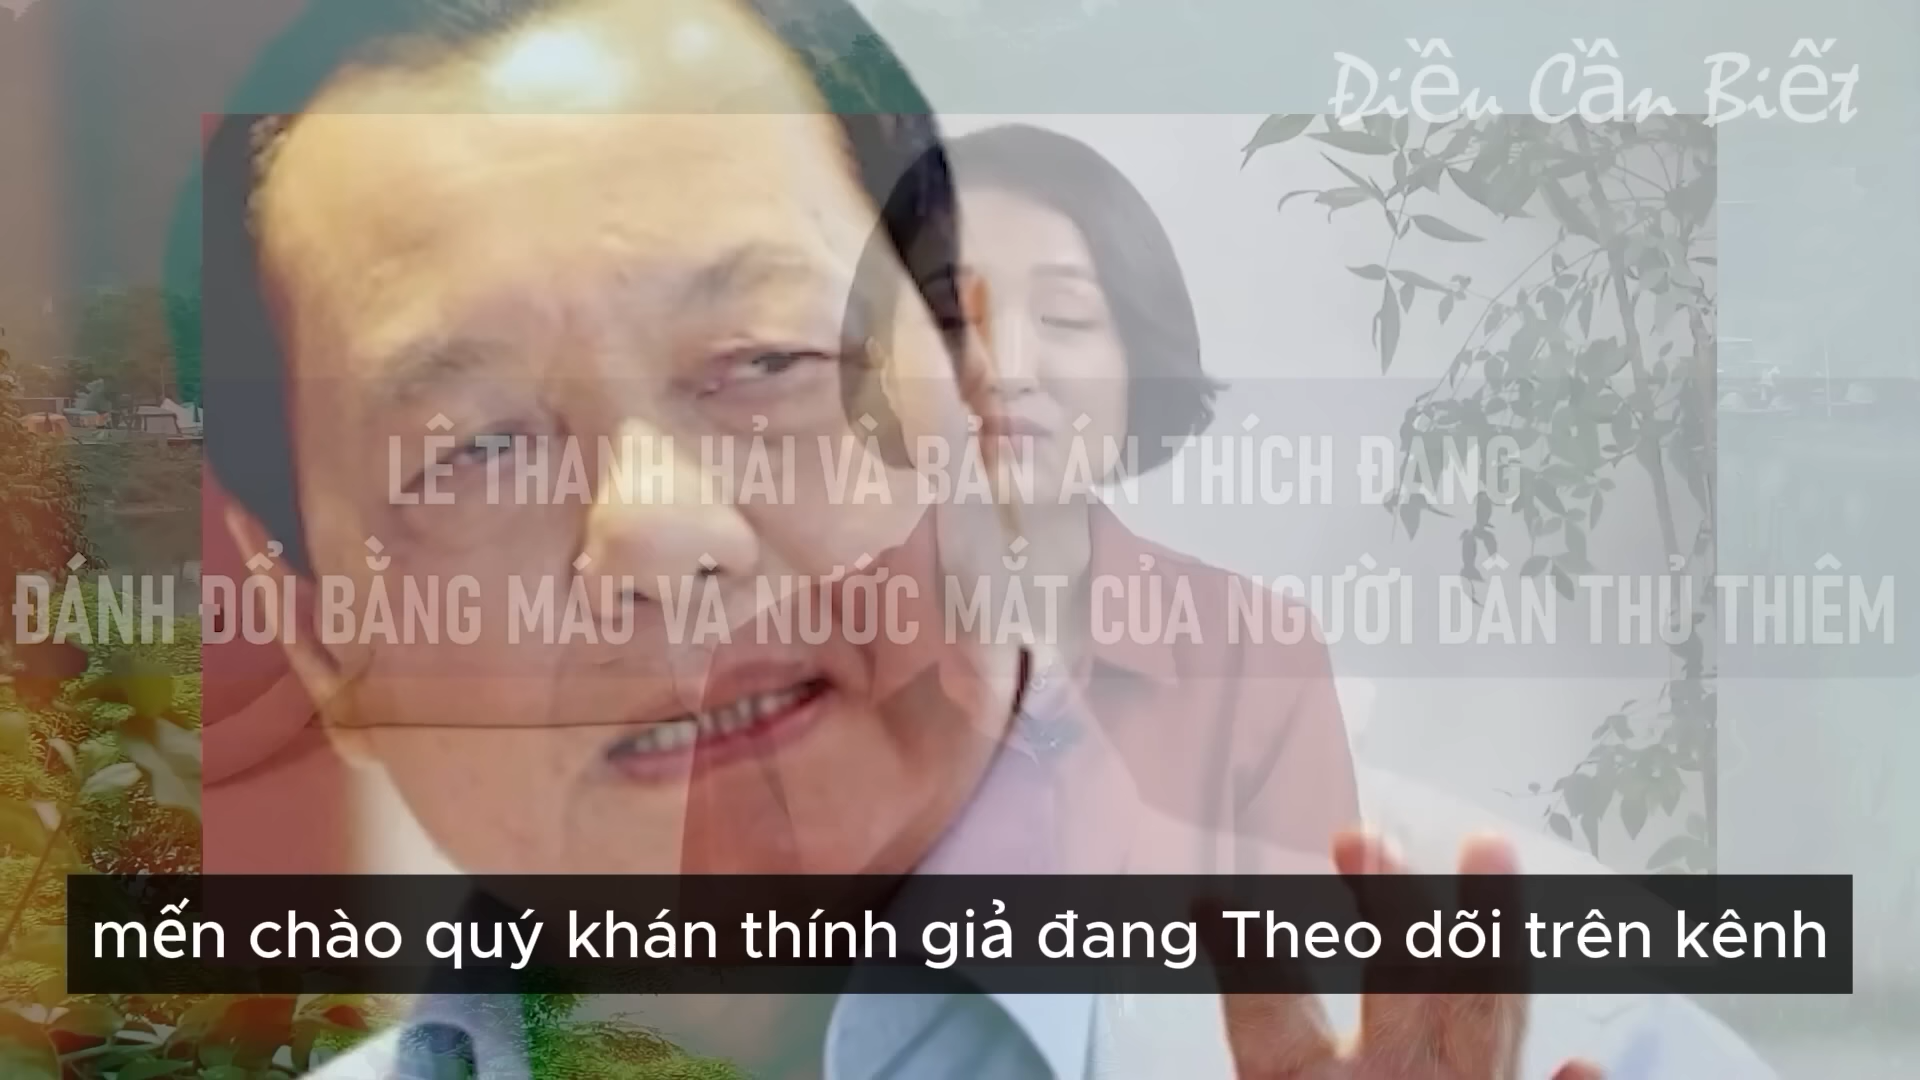 Điều Cần Biết
LÊ THANH HẢI VÀ BẢN ÁN THÍCH ĐÁNG
ĐÁNH ĐỔI BẰNG MÁU VÀ NƯỚC MẮT CỦA NGƯỜI DÂN THỦ THIÊM
mến chào quý khán thính giả đang Theo dõi trên kênh